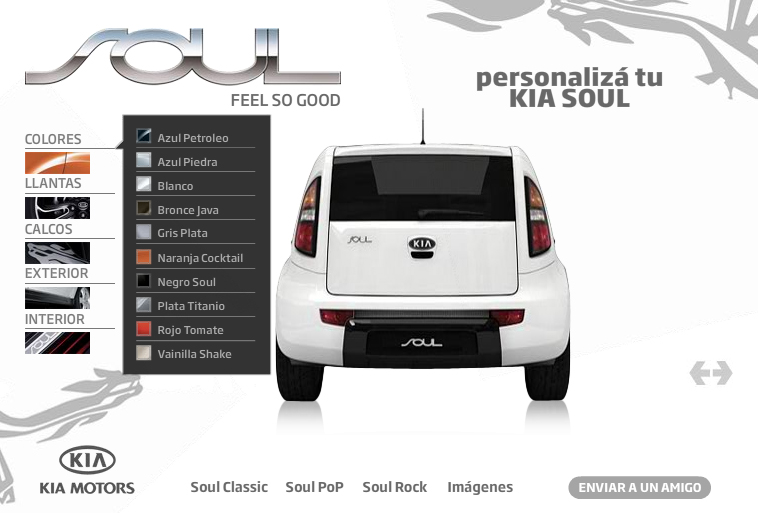 SOUL
FEEL SO GOOD
personalizá tu
KIA SOUL
COLORES
LLANTAS
CALCOS
EXTERIOR
INTERIOR
Azul Petroleo
Azul Piedra
Blanco
Bronce Java
Gris Plata
Naranja Cocktail
Negro Soul
Plata Titanio
Rojo Tomate
Vainilla Shake
SOUL
KIA
SOUL
KIA
KIA MOTORS
Soul Classic
Soul PoP
Soul Rock
Imágenes
ENVIAR A UN AMIGO